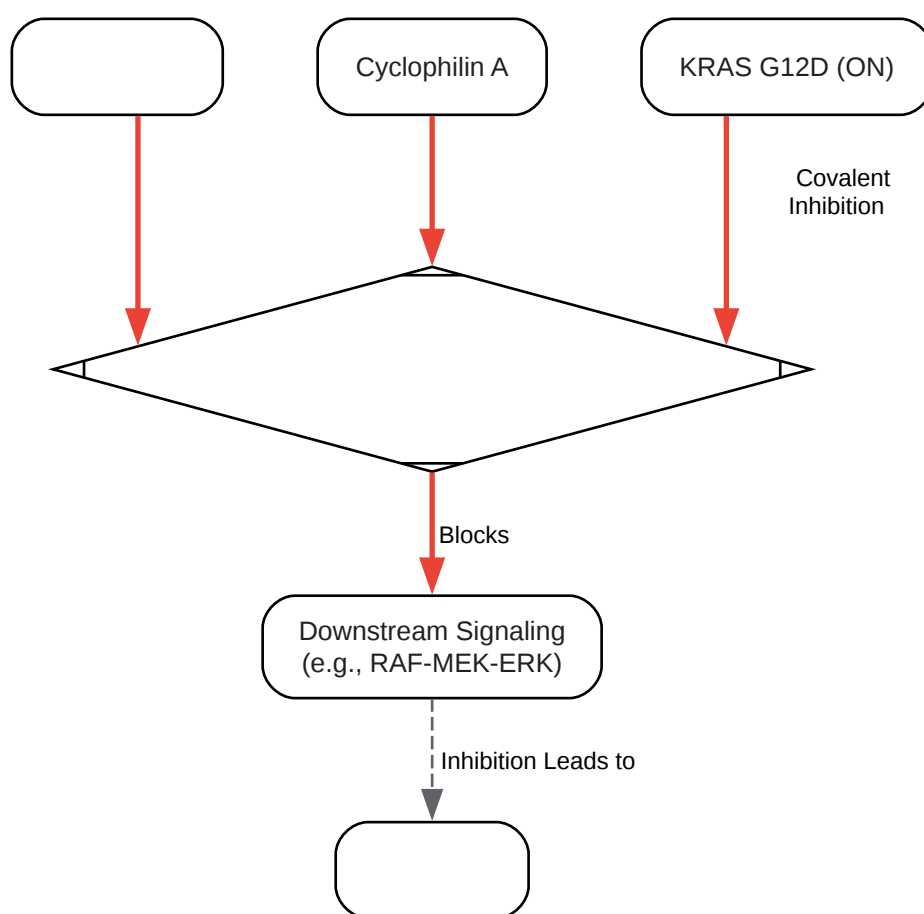 Cyclophilin A
KRAS G12D (ON)
Covalent
Inhibition
Blocks
Downstream Signaling
(e.g., RAF-MEK-ERK)
Inhibition Leads to